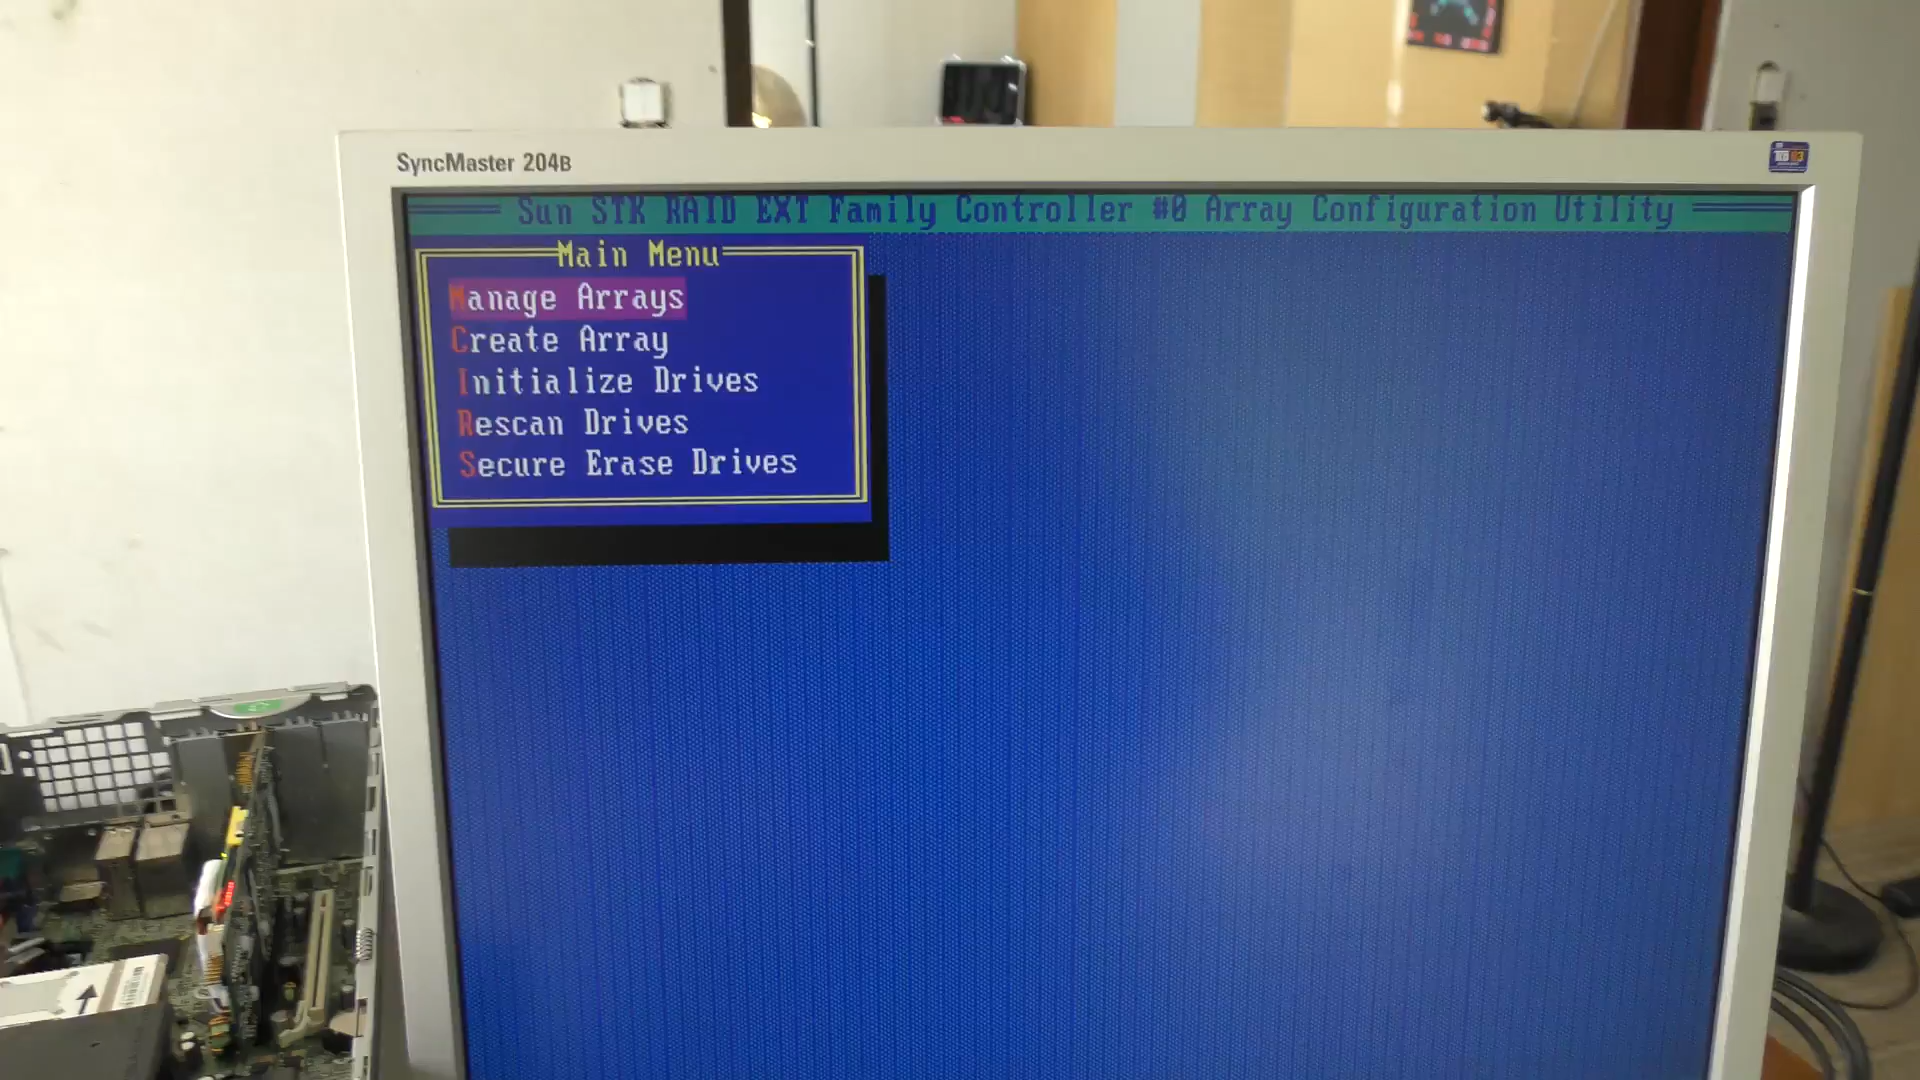 SyncMaster 204B
Sun STK RAID EXT Family Controller #0 Array Configuration Utility
Main Menu
Manage Arrays
Create Array
Initialize Drives
Rescan Drives
Secure Erase Drives